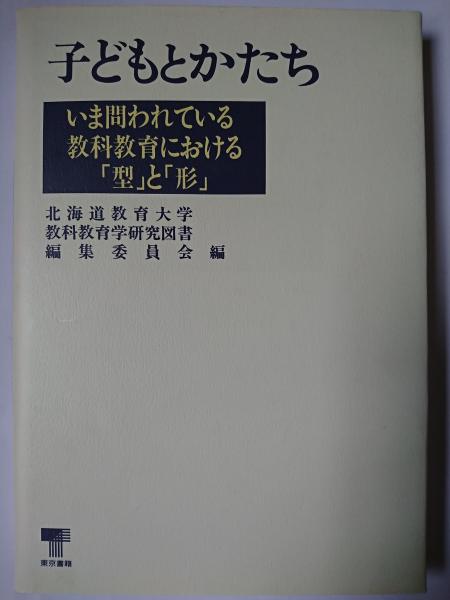 子どもとかたち
いま問われている
教科教育における
「型」と「形」
北海道教育大学
教科教育学研究図書
編集委員会 編
東京書籍